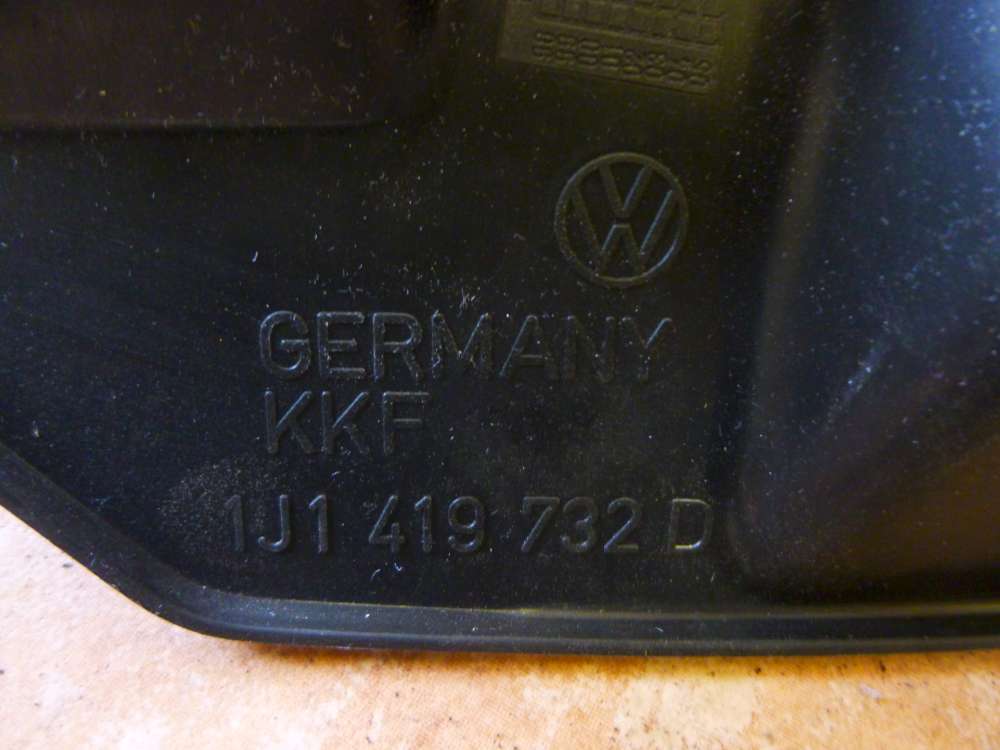 GERMANY
KKF
1J1 419 732 D